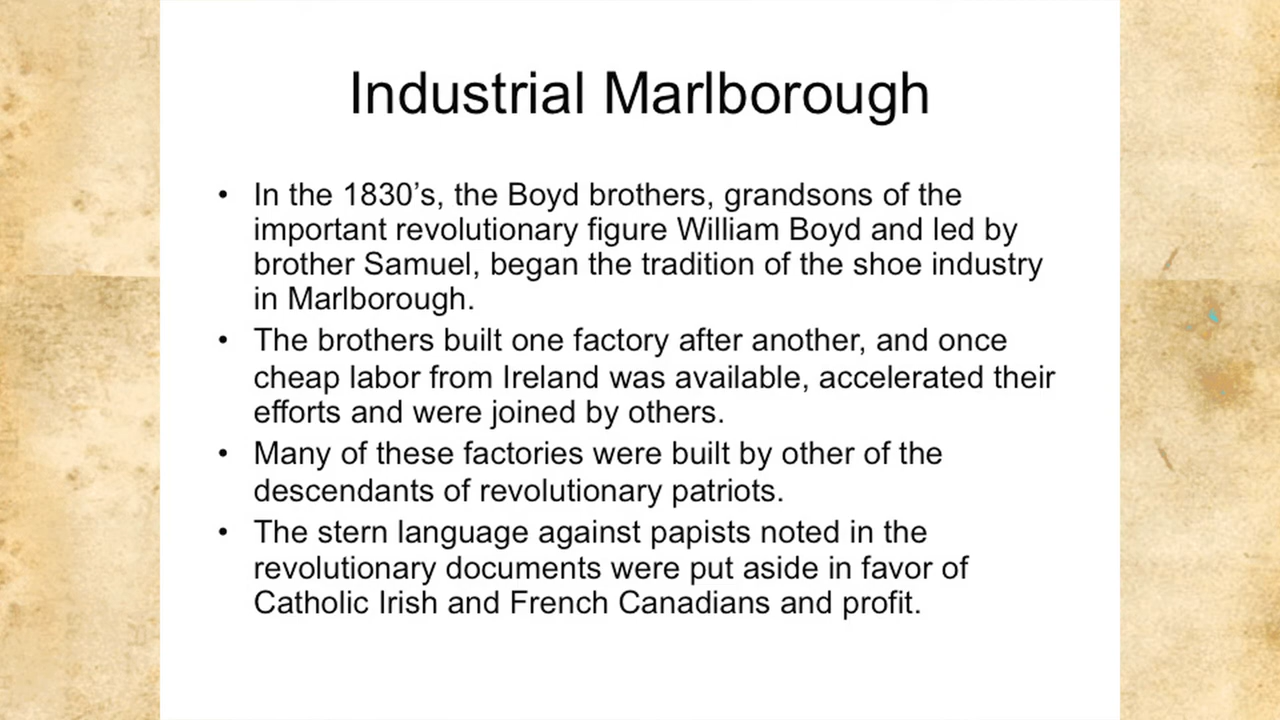 Industrial Marlborough
• In the 1830’s, the Boyd brothers, grandsons of the
important revolutionary figure William Boyd and led by
brother Samuel, began the tradition of the shoe industry
in Marlborough.
• The brothers built one factory after another, and once
cheap labor from Ireland was available, accelerated their
efforts and were joined by others.
• Many of these factories were built by other of the
descendants of revolutionary patriots.
• The stern language against papists noted in the
revolutionary documents were put aside in favor of
Catholic Irish and French Canadians and profit.